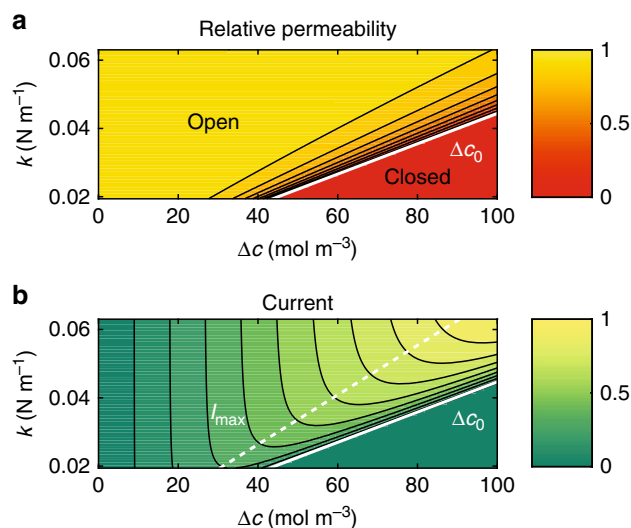 a
Relative permeability
0.06
0.04
0.02
k (N m⁻¹)
Open
Δc₀
Closed
0 20 40 60 80 100
Δc (mol m⁻³)
1
0.5
0
b
Current
0.06
0.04
0.02
k (N m⁻¹)
Imax
Δc₀
0 20 40 60 80 100
Δc (mol m⁻³)
1
0.5
0